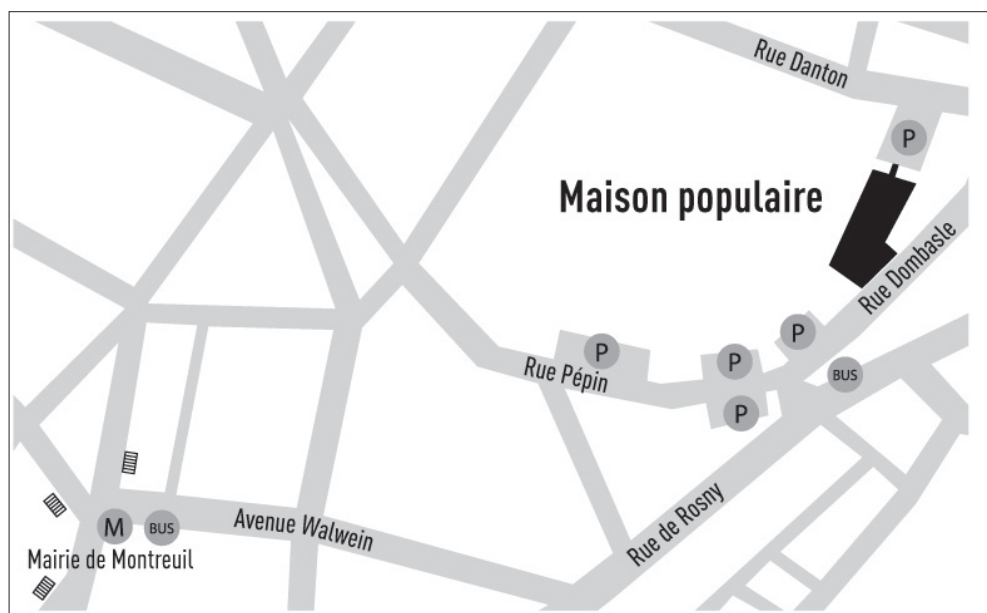 Rue Danton
P
Maison populaire
Rue Dombasle
P
P
P
Rue Pépin
BUS
P
Avenue Walwein
Rue de Rosny
M
BUS
Mairie de Montreuil